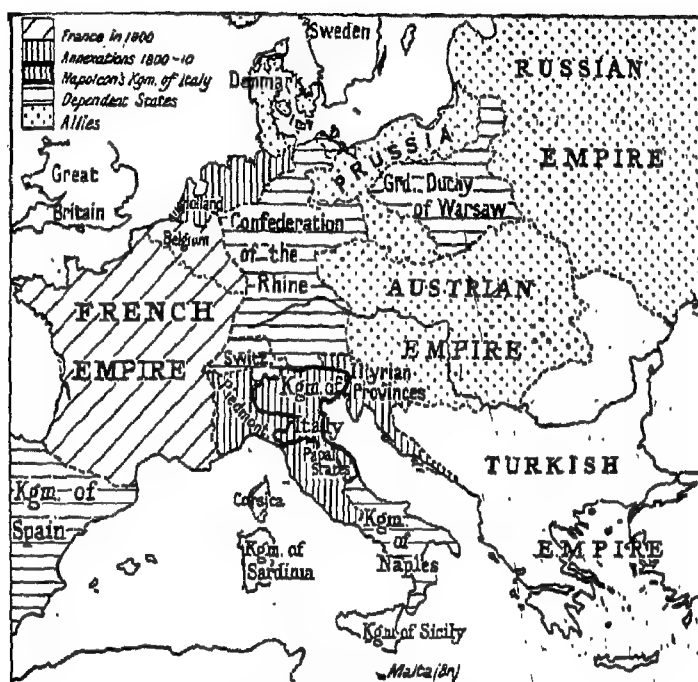 France in 1800
Annexations 1800-10
Napoleon's Kgm. of Italy
Dependent States
Allies
Sweden
Denmark
RUSSIAN
EMPIRE
Great
Britain
PRUSSIA
Holland
Grd. Duchy
of Warsaw
Belgium
Confederation
of the
Rhine
FRENCH
EMPIRE
AUSTRIAN
EMPIRE
Switz.
Piedmont
Kgm. of
Italy
Illyrian
Provinces
Papal
States
Kgm. of
Spain
Corsica
Kgm. of
Sardinia
Kgm.
of
Naples
TURKISH
EMPIRE
Kgm of Sicily
Malta (Br)